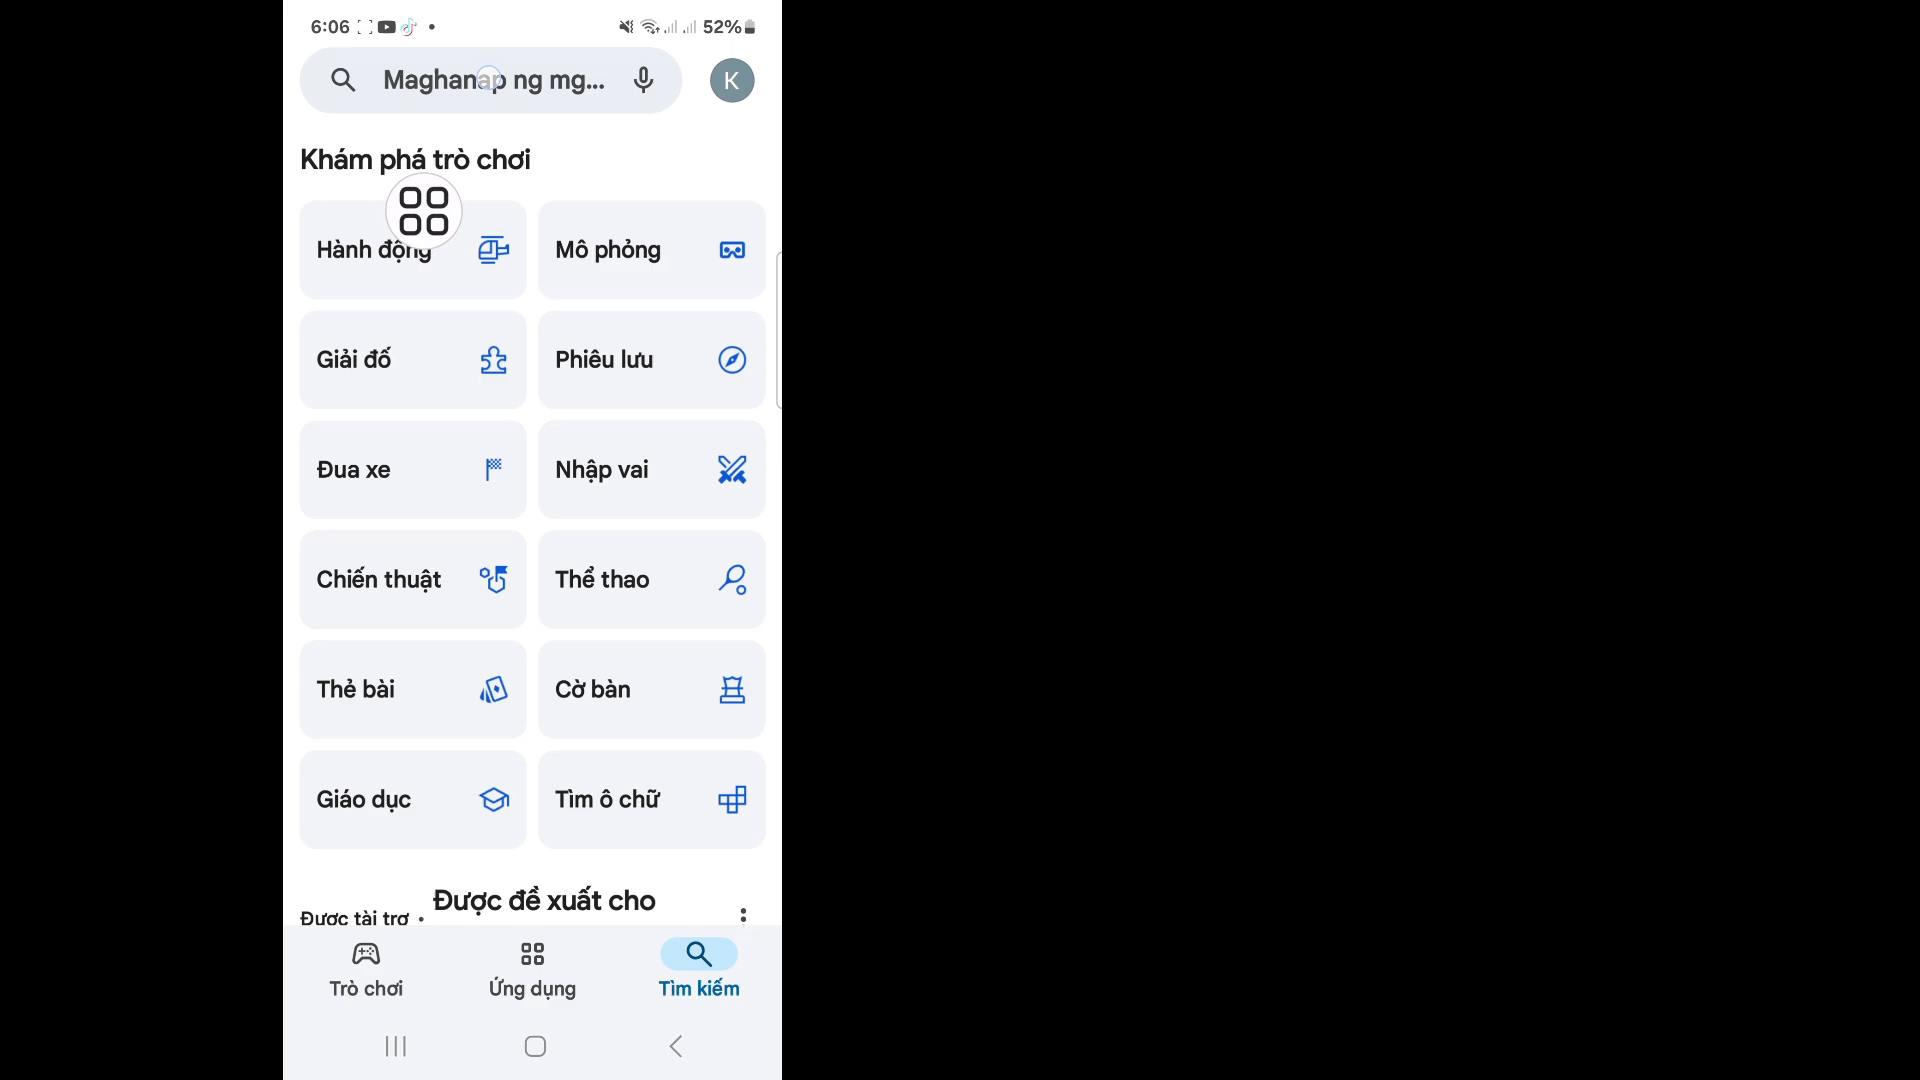 6:06
52%
Maghanap ng mg...
K
Khám phá trò chơi
Hành động
Mô phỏng
Giải đố
Phiêu lưu
Đua xe
Nhập vai
Chiến thuật
Thể thao
Thẻ bài
Cờ bàn
Giáo dục
Tìm ô chữ
Được tài trợ • Được đề xuất cho
Trò chơi
Ứng dụng
Tìm kiếm